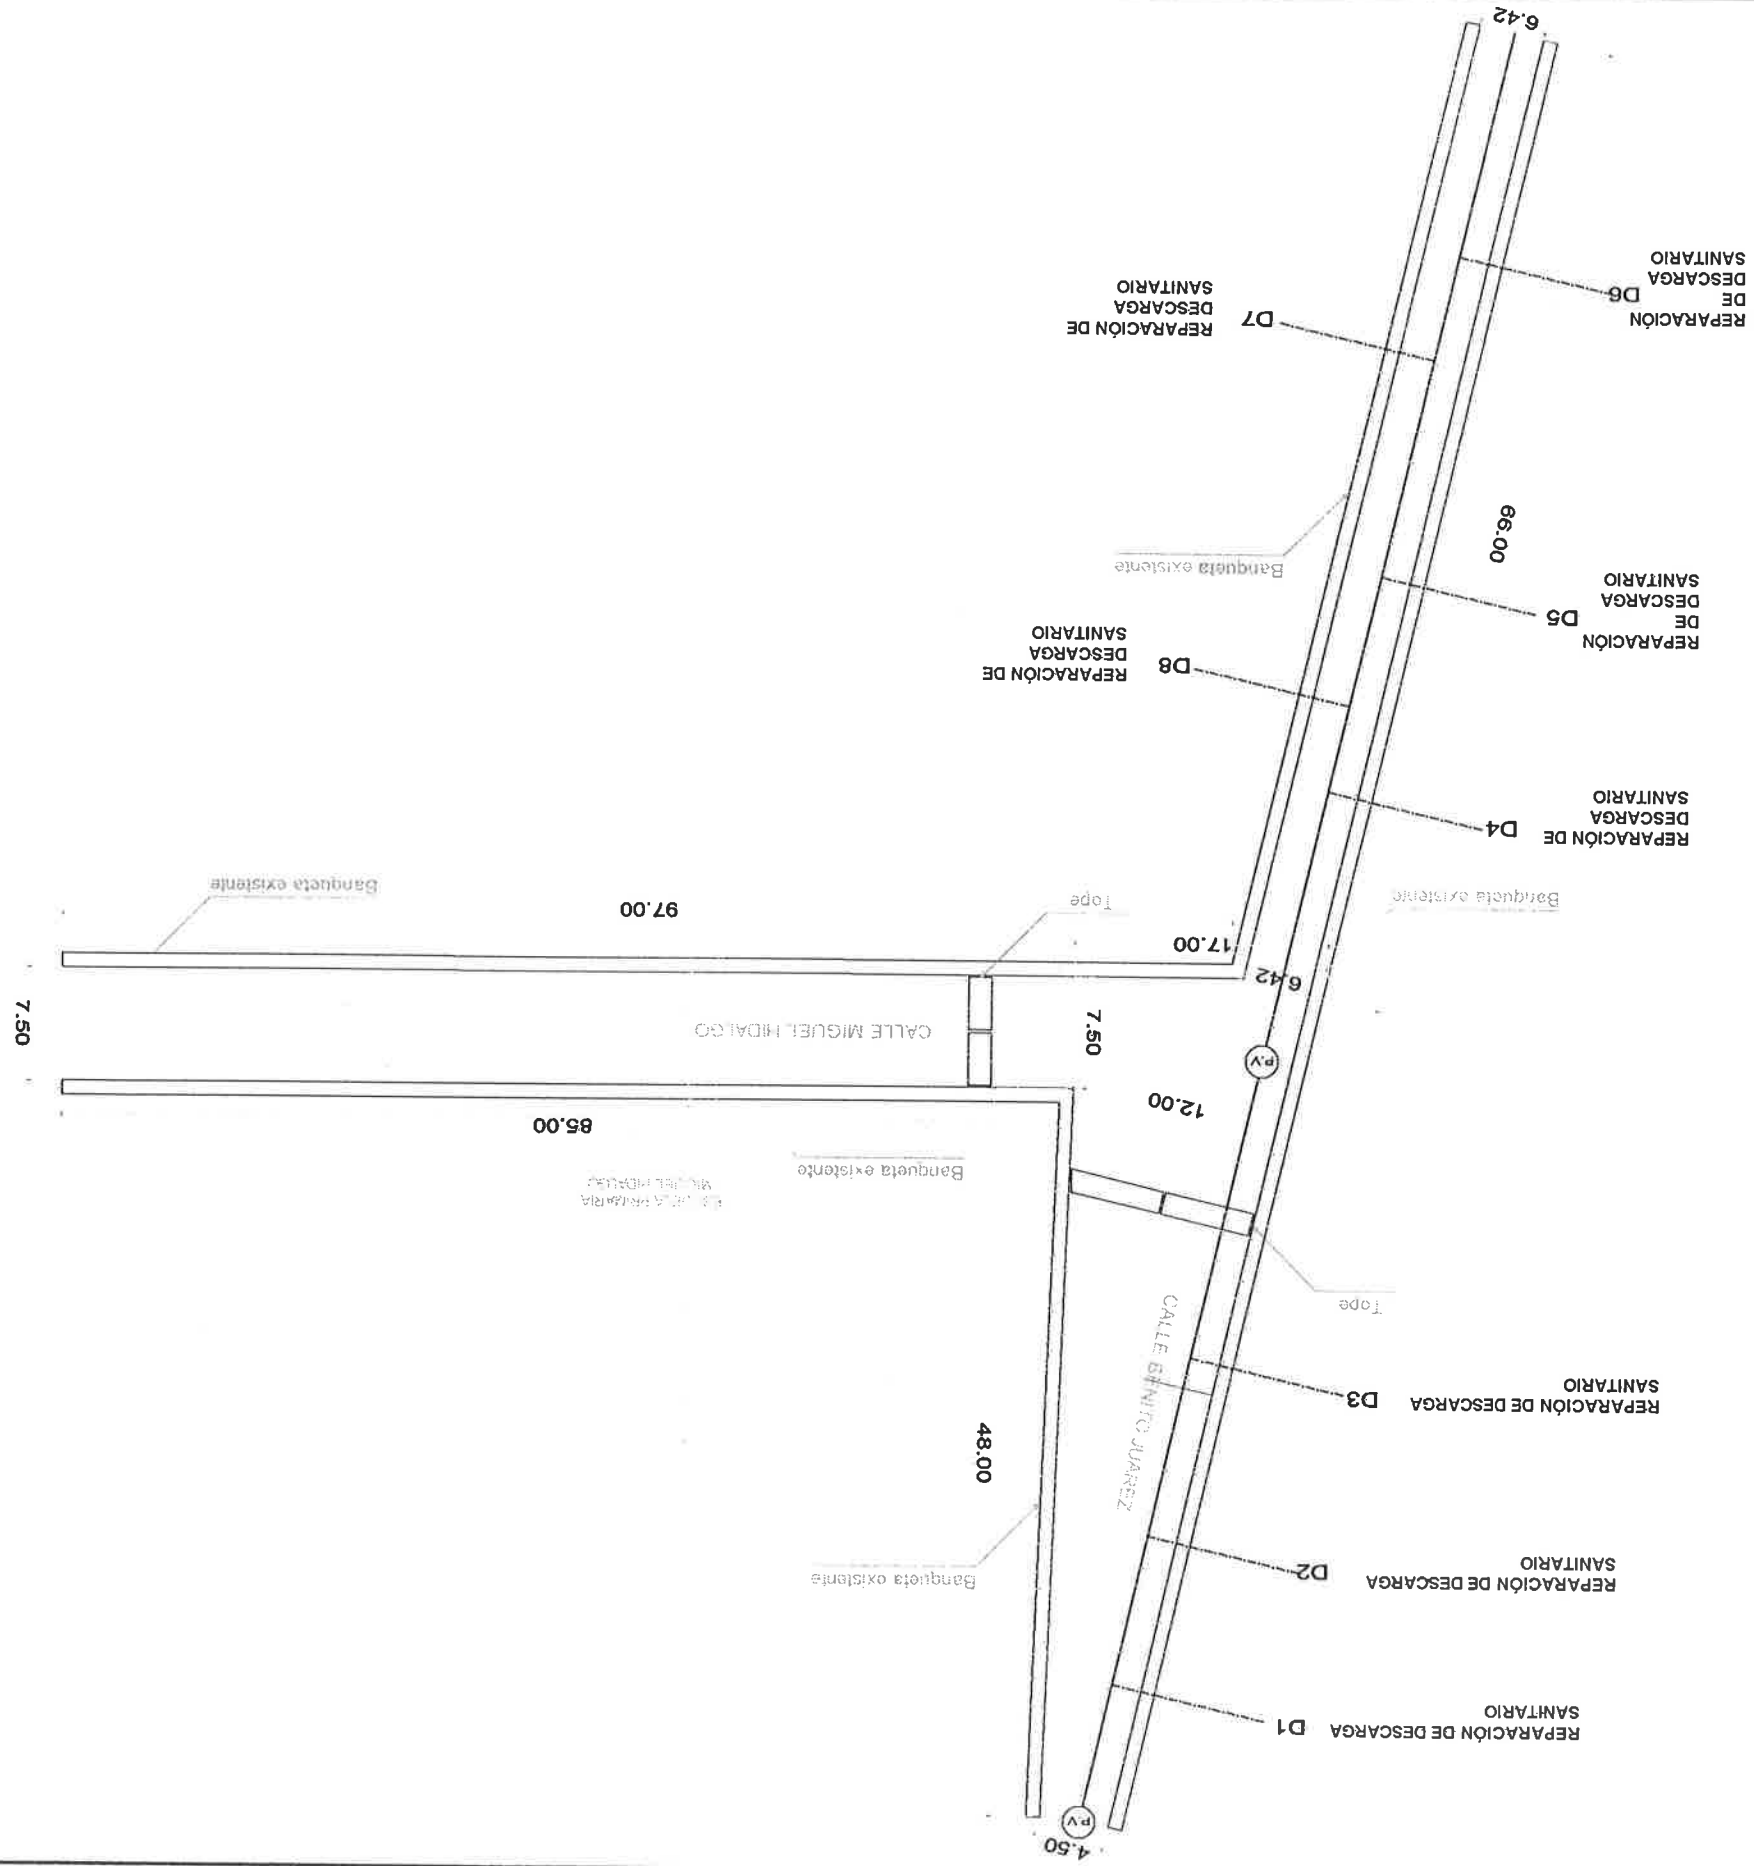 4.50
P.V
REPARACIÓN DE DESCARGA
SANITARIO
D1
REPARACIÓN DE DESCARGA
SANITARIO
D2
Banqueta existente
48.00
REPARACIÓN DE DESCARGA
SANITARIO
D3
CALLE BENITO JUAREZ
Tope
PRIMARIA
MIGUEL HIDALGO
Banqueta existente
85.00
12.00
P.V
7.50
CALLE MIGUEL HIDALGO
7.50
6.42
17.00
Tope
97.00
Banqueta existente
Banqueta existente
REPARACIÓN DE
DESCARGA
SANITARIO
D4
D8
REPARACIÓN DE
DESCARGA
SANITARIO
REPARACIÓN
DE
DESCARGA
SANITARIO
D5
Banqueta existente
66.00
D7
REPARACIÓN DE
DESCARGA
SANITARIO
REPARACIÓN
DE
DESCARGA
SANITARIO
D6
6.42